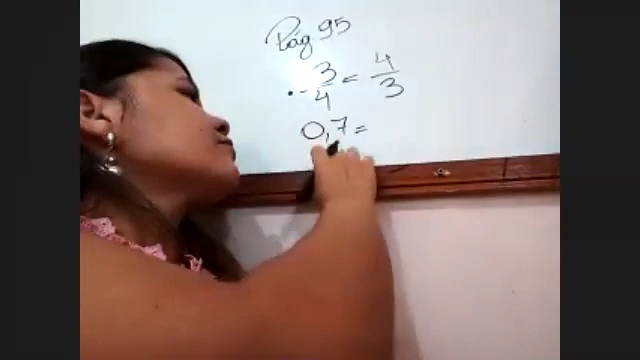 Pág. 95
. - 3/4 = 4/3
0,7 =